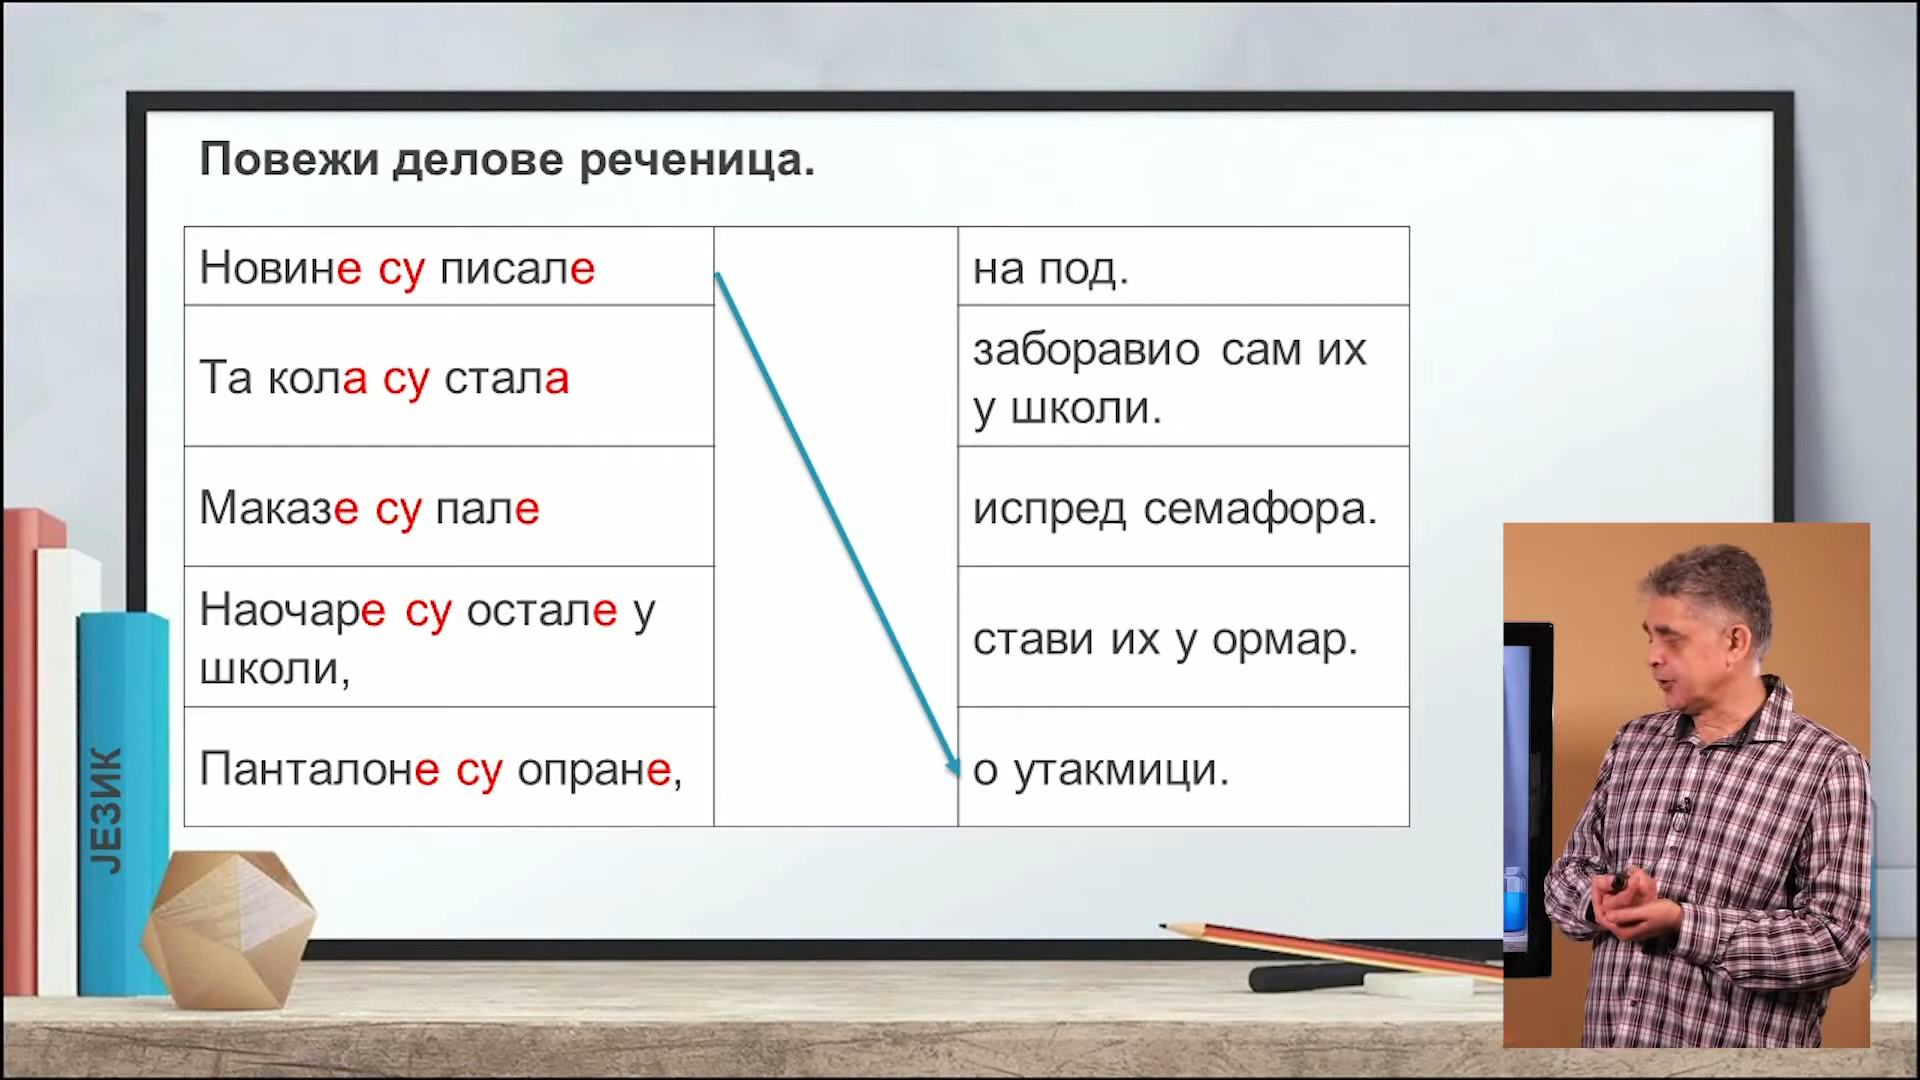 Повежи делове реченица.
Новине су писале
на под.
Та кола су стала
заборавио сам их
у школи.
Маказе су пале
испред семафора.
Наочаре су остале у
школи,
стави их у ормар.
Панталоне су опране,
о утакмици.
ЈЕЗИК